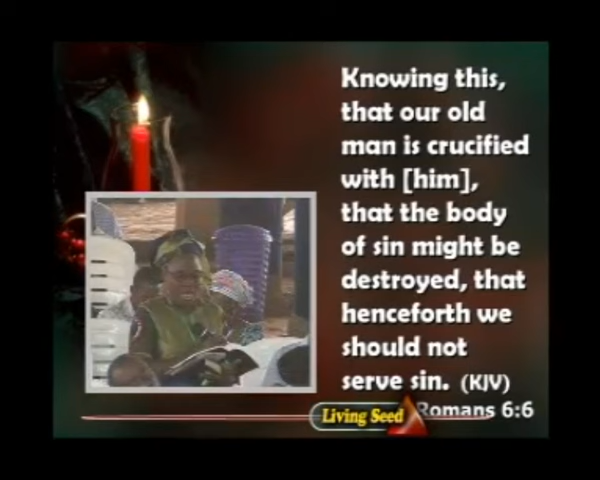 Knowing this,
that our old
man is crucified
with [him],
that the body
of sin might be
destroyed, that
henceforth we
should not
serve sin. (KJV)
Living Seed Romans 6:6